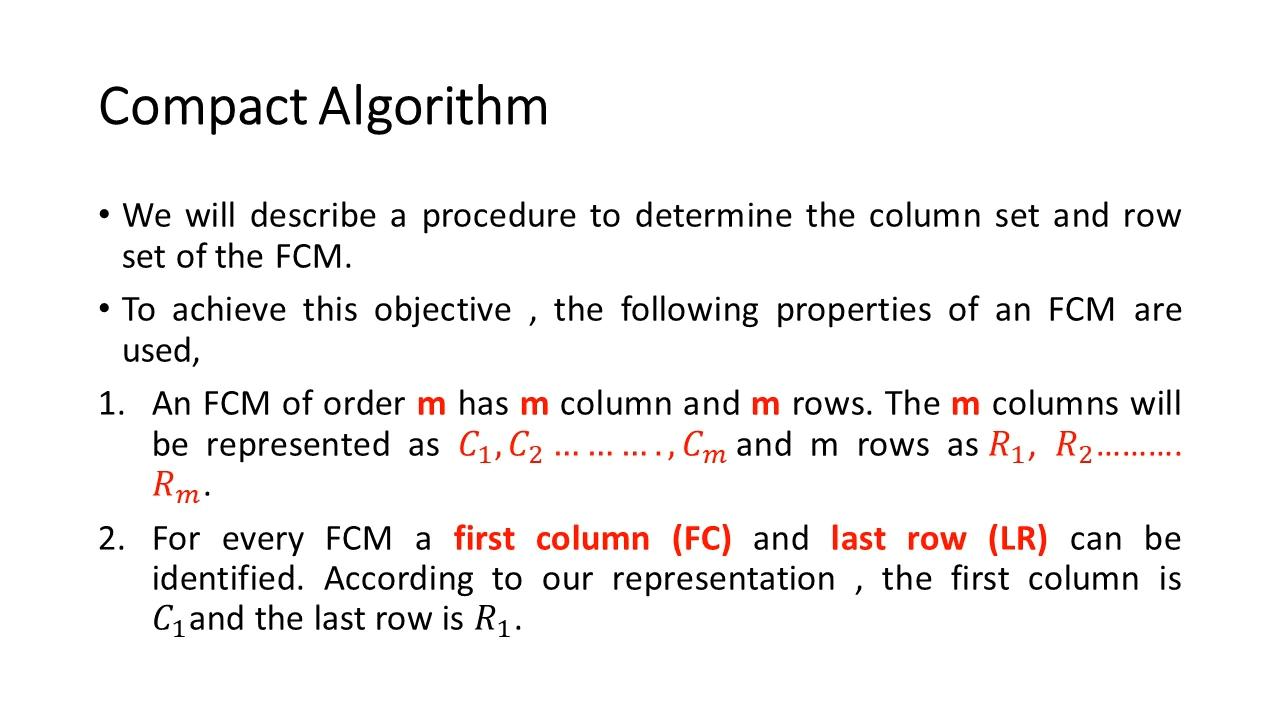 Compact Algorithm
• We will describe a procedure to determine the column set and row
set of the FCM.
• To achieve this objective , the following properties of an FCM are
used,
1. An FCM of order m has m column and m rows. The m columns will
be represented as C₁, C₂ … … … . , Cₘ and m rows as R₁, R₂……….
Rₘ.
2. For every FCM a first column (FC) and last row (LR) can be
identified. According to our representation , the first column is
C₁and the last row is R₁.